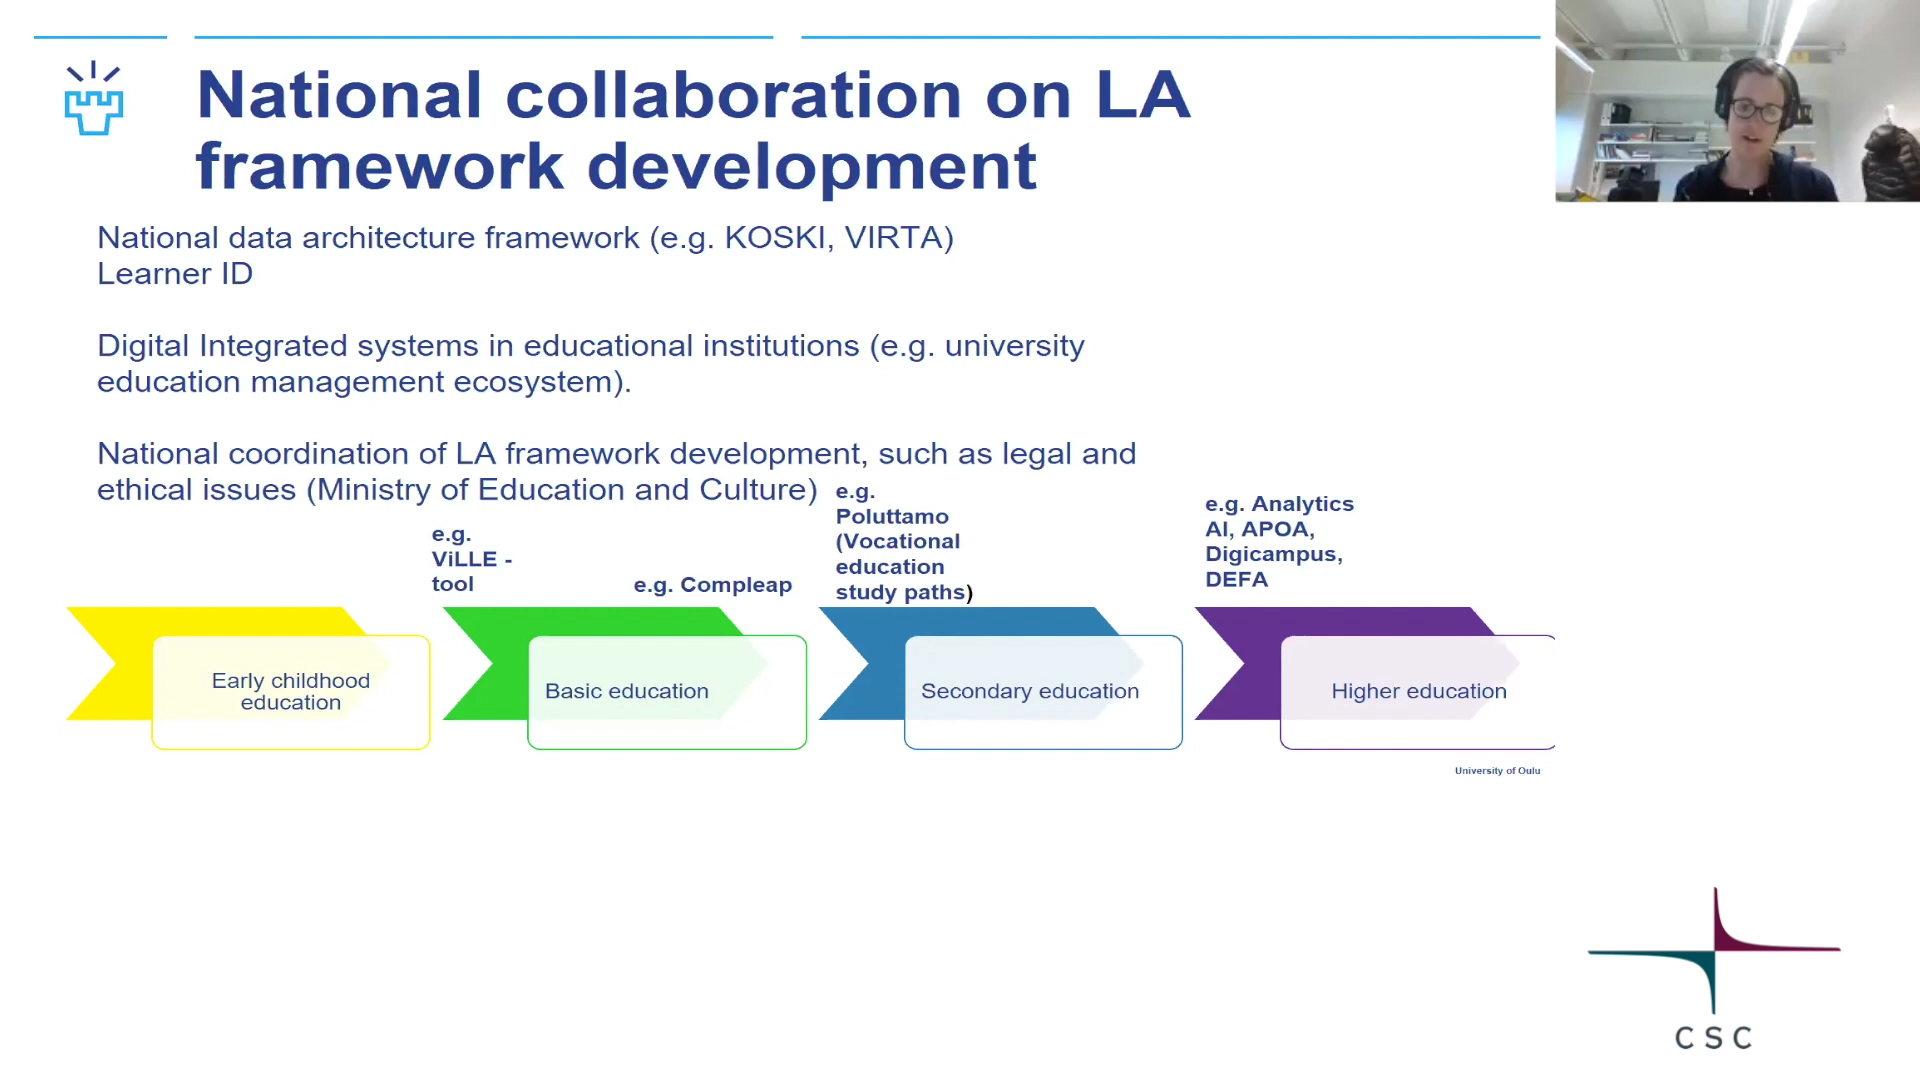 National collaboration on LA
framework development
National data architecture framework (e.g. KOSKI, VIRTA)
Learner ID
Digital Integrated systems in educational institutions (e.g. university
education management ecosystem).
National coordination of LA framework development, such as legal and
ethical issues (Ministry of Education and Culture)
e.g.
ViLLE -
tool
e.g. Compleap
e.g.
Poluttamo
(Vocational
education
study paths)
e.g. Analytics
AI, APOA,
Digicampus,
DEFA
Early childhood
education
Basic education
Secondary education
Higher education
University of Oulu
CSC